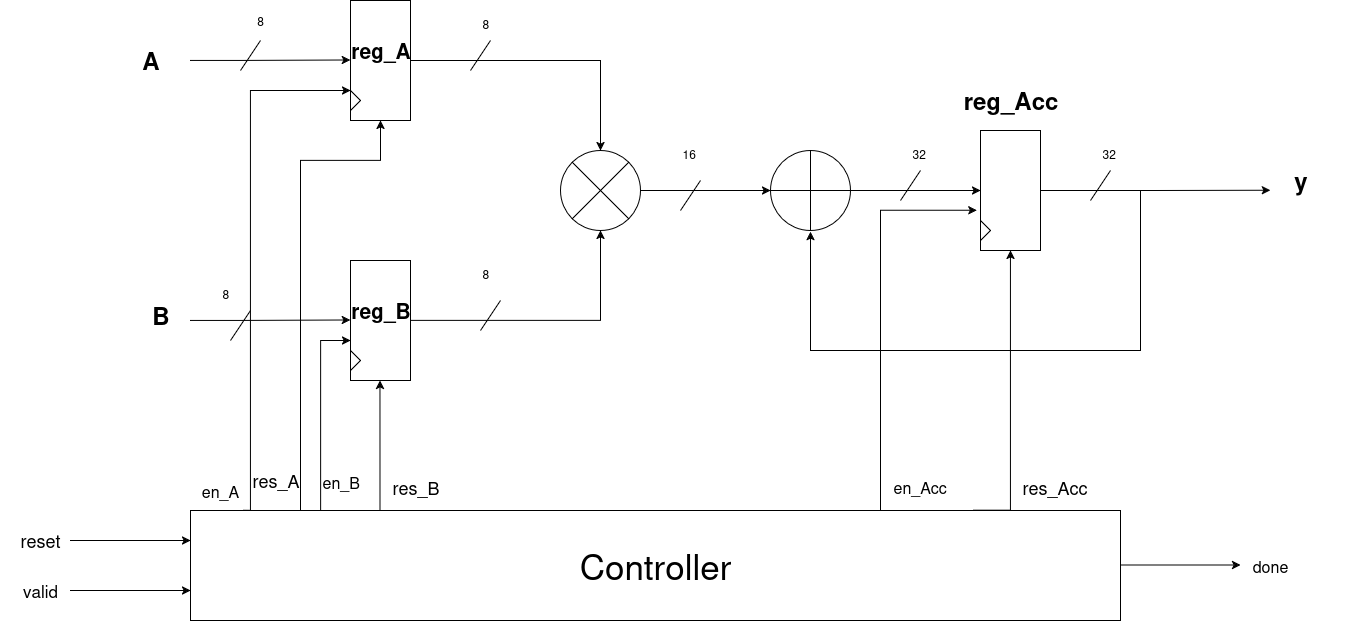 8
8
reg_A
A
reg_Acc
16
32
32
y
8
8
reg_B
B
en_A
res_A
en_B
res_B
en_Acc
res_Acc
reset
Controller
done
valid